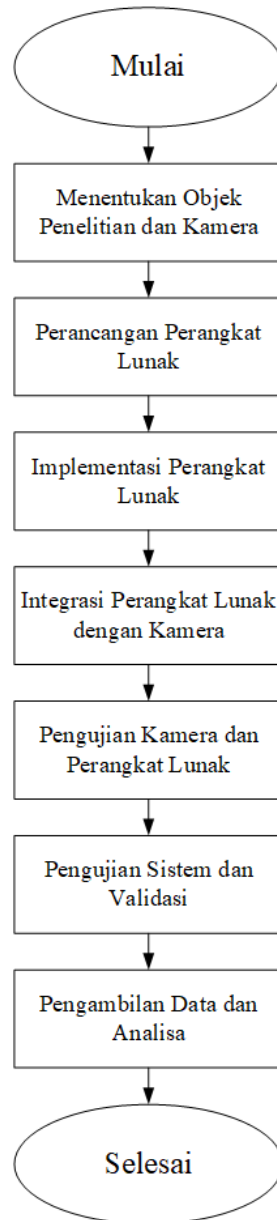 Mulai
Menentukan Objek
Penelitian dan Kamera
Perancangan Perangkat
Lunak
Implementasi Perangkat
Lunak
Integrasi Perangkat Lunak
dengan Kamera
Pengujian Kamera dan
Perangkat Lunak
Pengujian Sistem dan
Validasi
Pengambilan Data dan
Analisa
Selesai